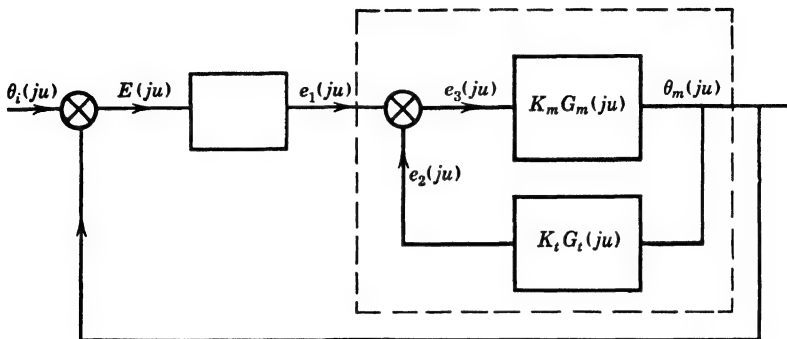 θᵢ(ju)
E(ju)
e₁(ju)
e₃(ju)
KₘGₘ(ju)
θₘ(ju)
e₂(ju)
KₜGₜ(ju)